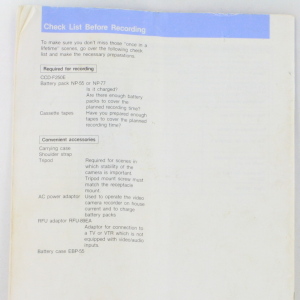 Check List Before Recording
To make sure you don't miss those "once in a
lifetime" scenes, go over the following check
list and make the necessary preparations.
Required for recording
CCD-F250E
Battery pack NP-55 or NP-77
Is it charged?
Are there enough battery
packs to cover the
planned recording time?
Cassette tapes
Have you prepared enough
tapes to cover the planned
recording time?
Convenient accessories
Carrying case
Shoulder strap
Tripod
Required for scenes in
which stability of the
camera is important.
Tripod mount screw must
match the receptacle
mount.
AC power adaptor
Used to operate the video
camera recorder on house
current and to charge
battery packs
RFU adaptor
Adaptor for connection to
a TV or VTR which is not
equipped with video/audio
inputs.
Battery case EBP-55